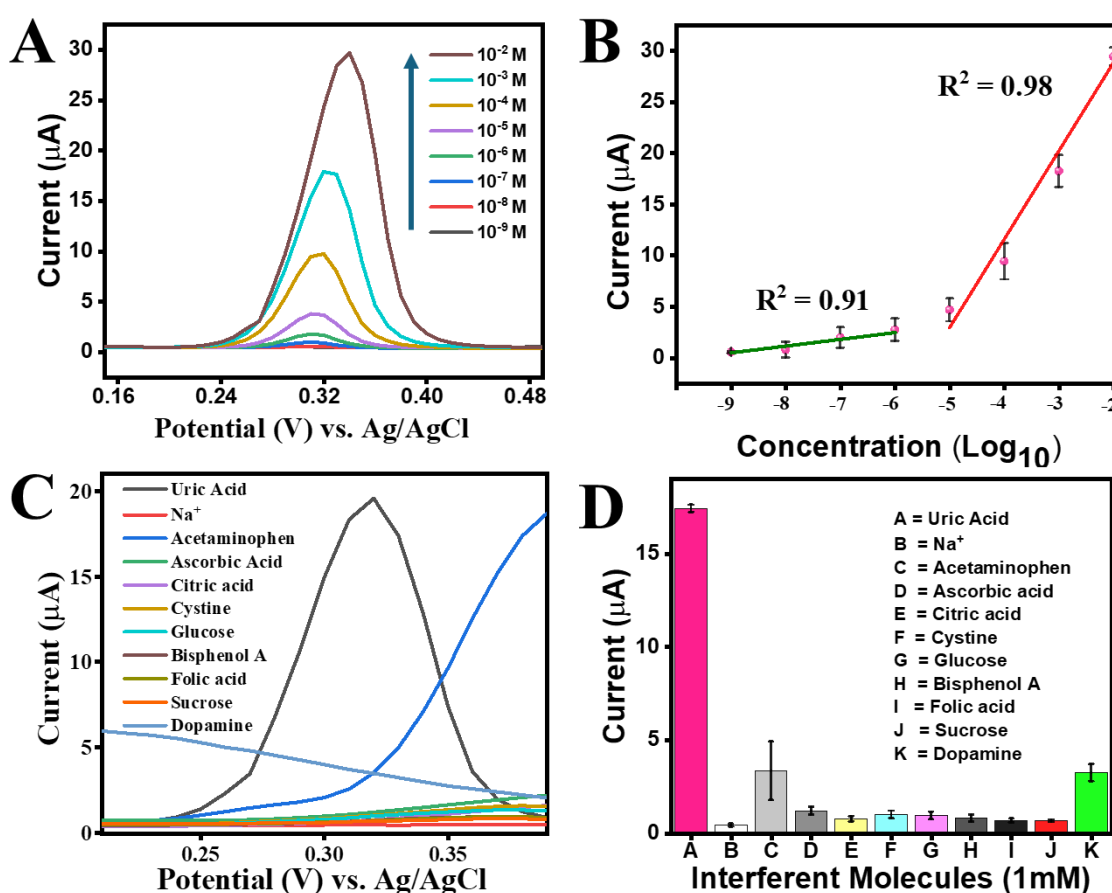 A
Current (μA)
30
25
20
15
10
5
0
10⁻² M
10⁻³ M
10⁻⁴ M
10⁻⁵ M
10⁻⁶ M
10⁻⁷ M
10⁻⁸ M
10⁻⁹ M
0.16 0.24 0.32 0.40 0.48
Potential (V) vs. Ag/AgCl
B
Current (μA)
30
25
20
15
10
5
0
R² = 0.98
R² = 0.91
-9 -8 -7 -6 -5 -4 -3 -2
Concentration (Log₁₀)
C
Current (μA)
20
15
10
5
0
Uric Acid
Na⁺
Acetaminophen
Ascorbic Acid
Citric acid
Cystine
Glucose
Bisphenol A
Folic acid
Sucrose
Dopamine
0.25 0.30 0.35
Potential (V) vs. Ag/AgCl
D
Current (μA)
15
10
5
0
A = Uric Acid
B = Na⁺
C = Acetaminophen
D = Ascorbic acid
E = Citric acid
F = Cystine
G = Glucose
H = Bisphenol A
I = Folic acid
J = Sucrose
K = Dopamine
A B C D E F G H I J K
Interferent Molecules (1mM)